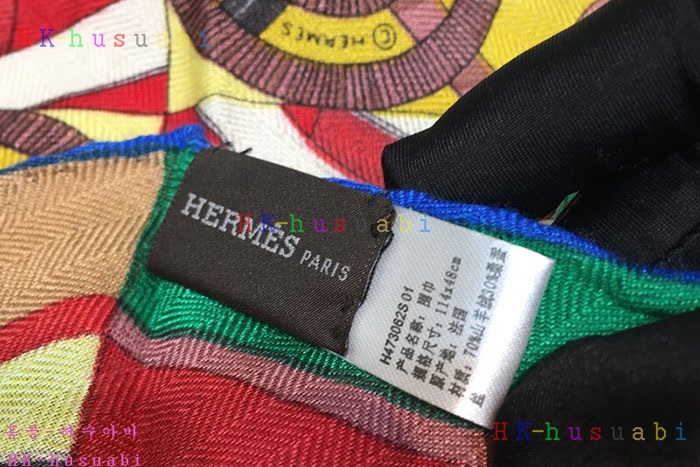 HK-husuabi
© HERMES
HERMÈS
PARIS
HK-husuabi
H473062S 01
产品名称: 围巾
规格尺寸: 114x48cm
原产地: 法国
材质: 70%山羊绒30%桑蚕
丝
홍콩-허수아비
HK-husuabi
HK-husuabi